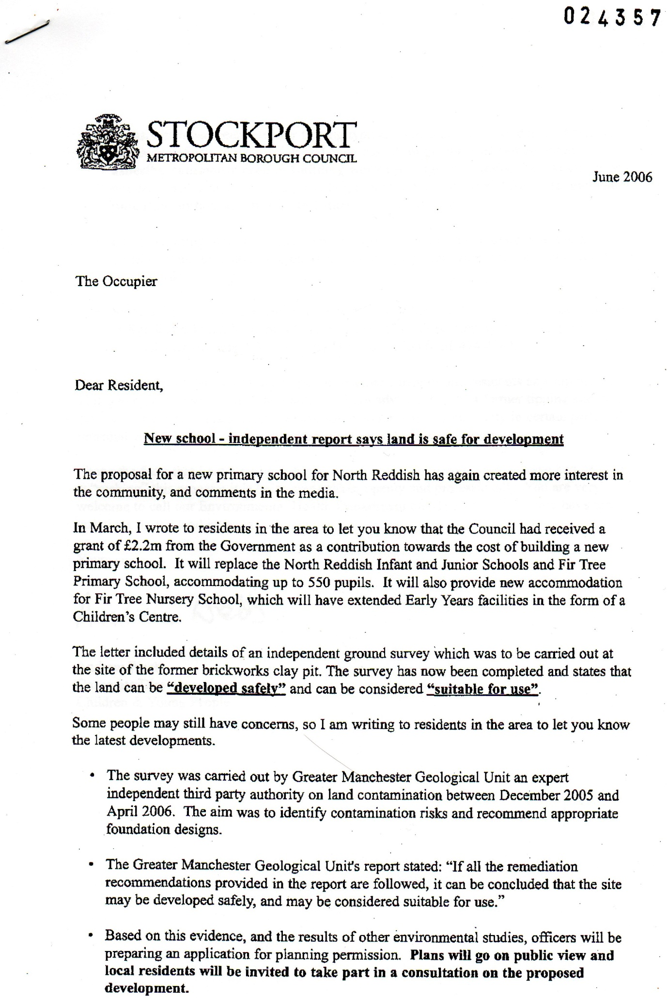 024357
STOCKPORT
METROPOLITAN BOROUGH COUNCIL
June 2006
The Occupier
Dear Resident,
New school - independent report says land is safe for development
The proposal for a new primary school for North Reddish has again created more interest in
the community, and comments in the media.
In March, I wrote to residents in the area to let you know that the Council had received a
grant of £2.2m from the Government as a contribution towards the cost of building a new
primary school. It will replace the North Reddish Infant and Junior Schools and Fir Tree
Primary School, accommodating up to 550 pupils. It will also provide new accommodation
for Fir Tree Nursery School, which will have extended Early Years facilities in the form of a
Children's Centre.
The letter included details of an independent ground survey which was to be carried out at
the site of the former brickworks clay pit. The survey has now been completed and states that
the land can be “developed safely” and can be considered “suitable for use”.
Some people may still have concerns, so I am writing to residents in the area to let you know
the latest developments.
• The survey was carried out by Greater Manchester Geological Unit an expert
independent third party authority on land contamination between December 2005 and
April 2006. The aim was to identify contamination risks and recommend appropriate
foundation designs.
• The Greater Manchester Geological Unit's report stated: “If all the remediation
recommendations provided in the report are followed, it can be concluded that the site
may be developed safely, and may be considered suitable for use.”
• Based on this evidence, and the results of other environmental studies, officers will be
preparing an application for planning permission. Plans will go on public view and
local residents will be invited to take part in a consultation on the proposed
development.